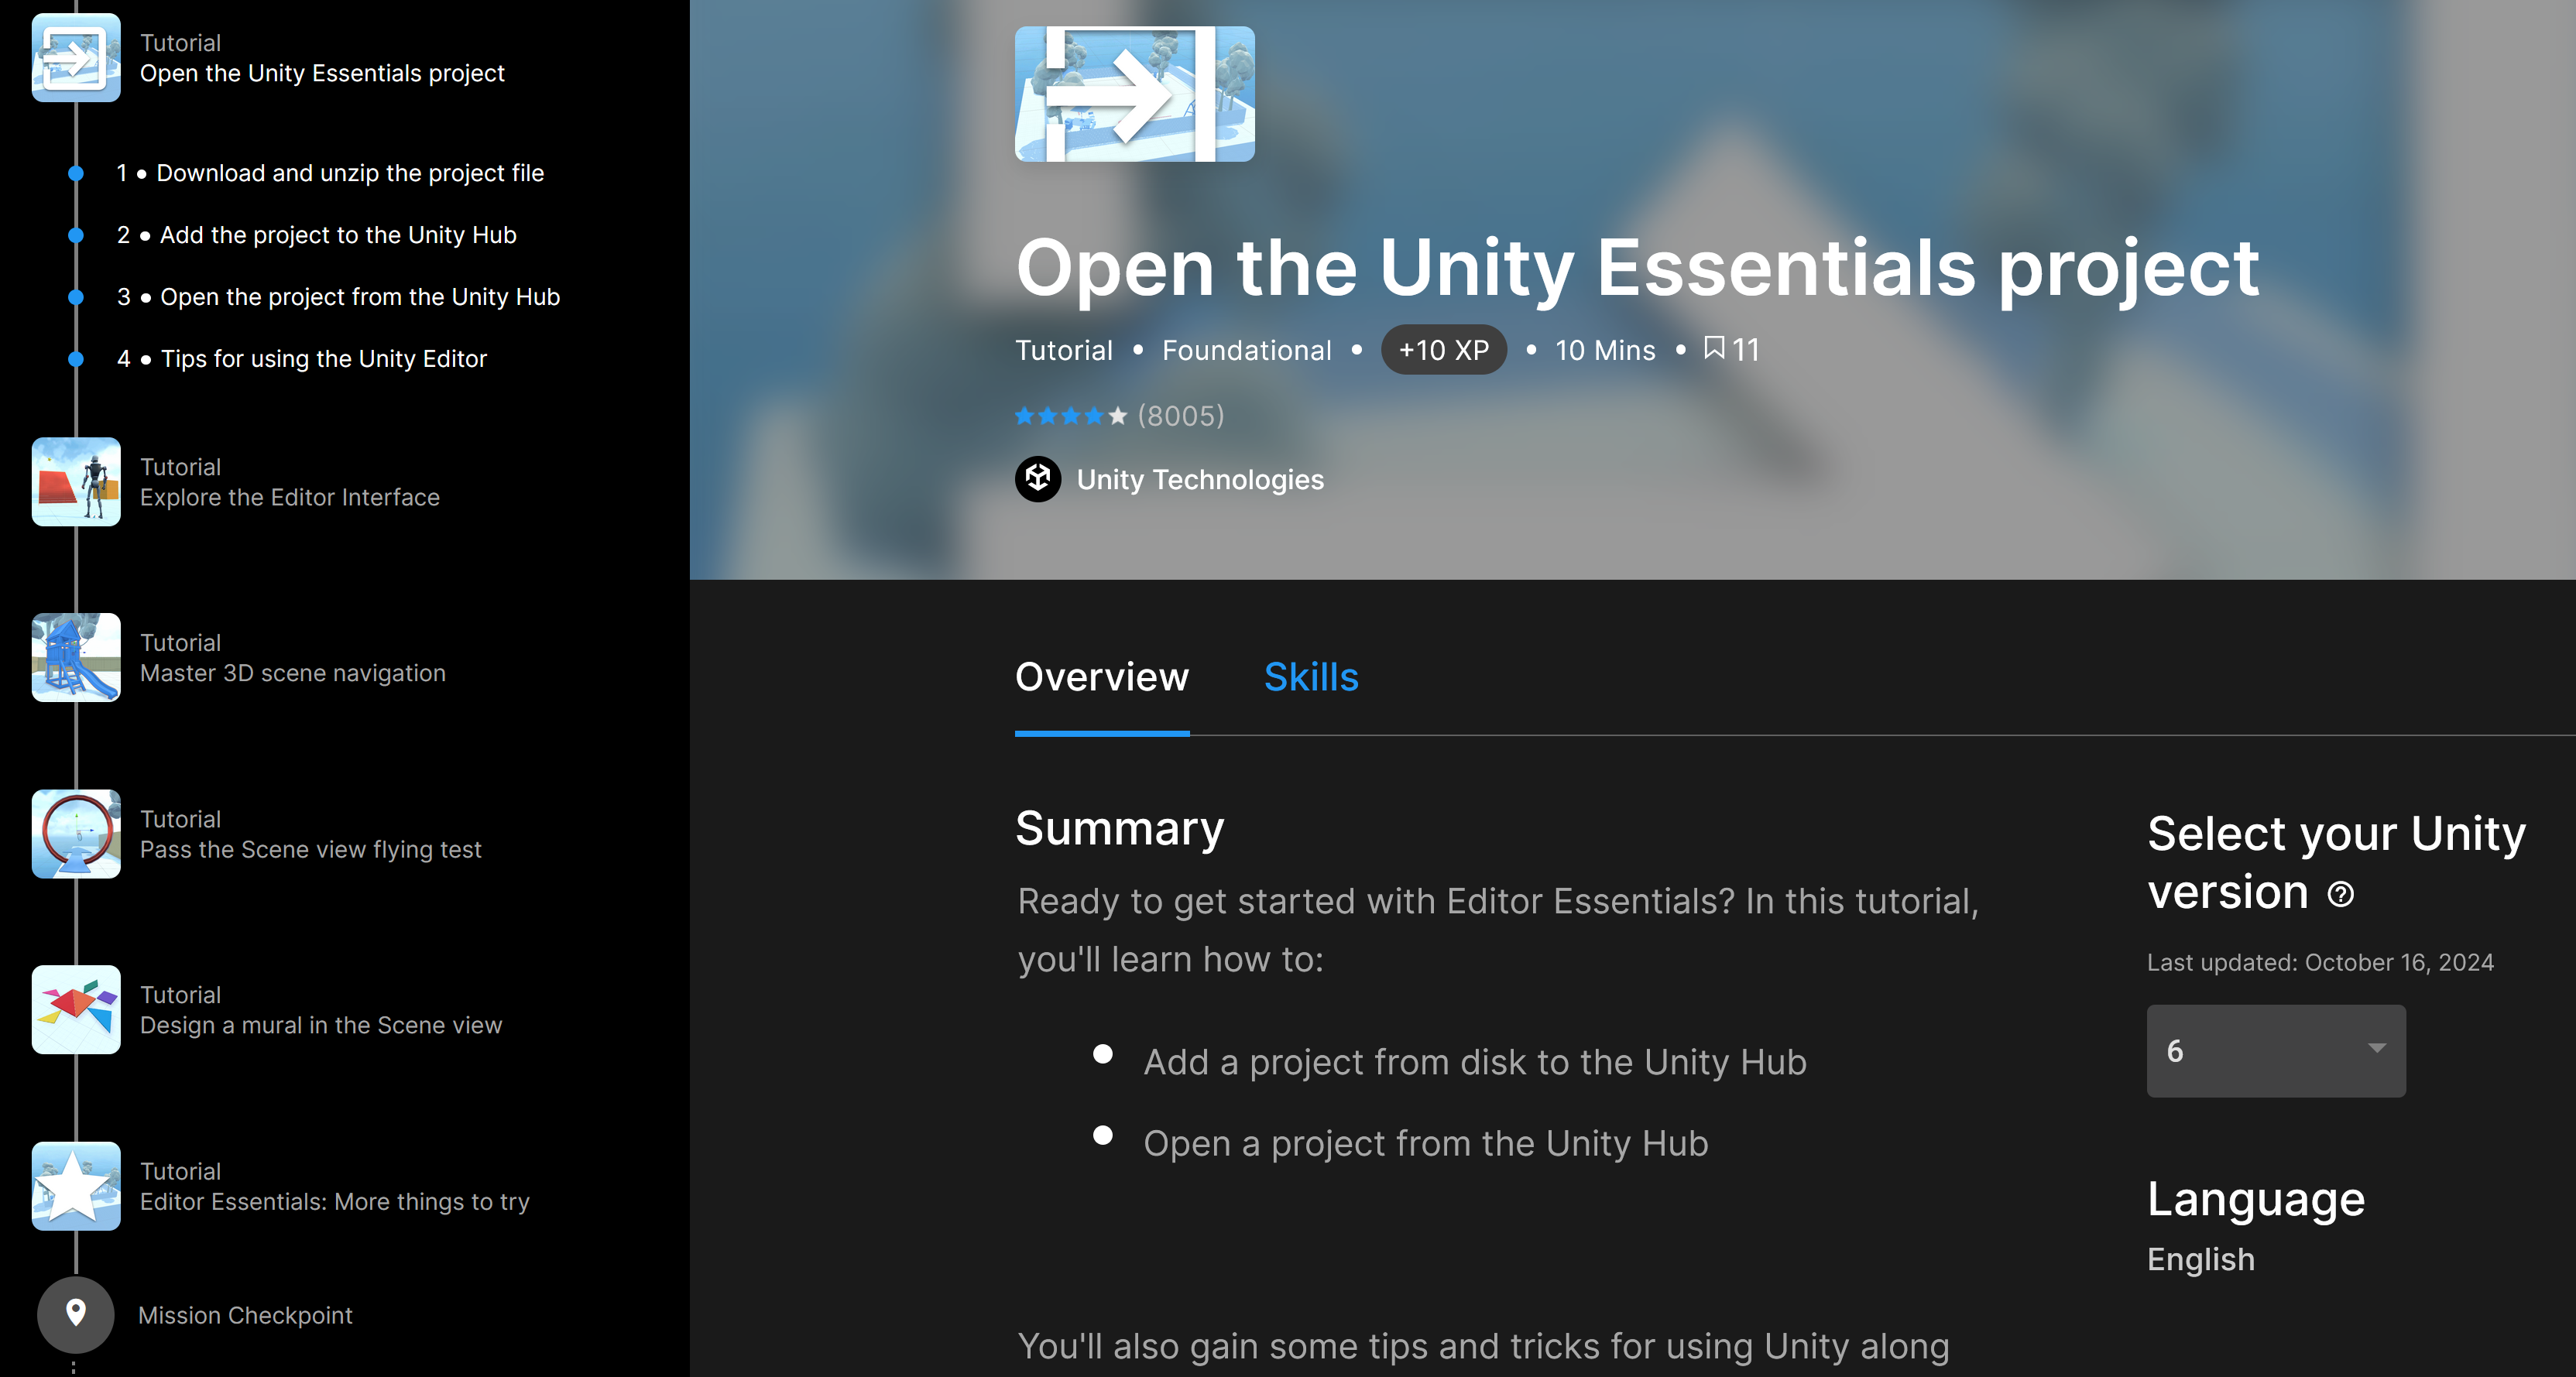 Tutorial
Open the Unity Essentials project
1 • Download and unzip the project file
2 • Add the project to the Unity Hub
3 • Open the project from the Unity Hub
4 • Tips for using the Unity Editor
Tutorial
Explore the Editor Interface
Tutorial
Master 3D scene navigation
Tutorial
Pass the Scene view flying test
Tutorial
Design a mural in the Scene view
Tutorial
Editor Essentials: More things to try
Mission Checkpoint
Open the Unity Essentials project
Tutorial • Foundational • +10 XP • 10 Mins • 11
(8005)
Unity Technologies
Overview Skills
Summary
Ready to get started with Editor Essentials? In this tutorial,
you'll learn how to:
• Add a project from disk to the Unity Hub
• Open a project from the Unity Hub
You'll also gain some tips and tricks for using Unity along
Select your Unity
version
Last updated: October 16, 2024
6
Language
English